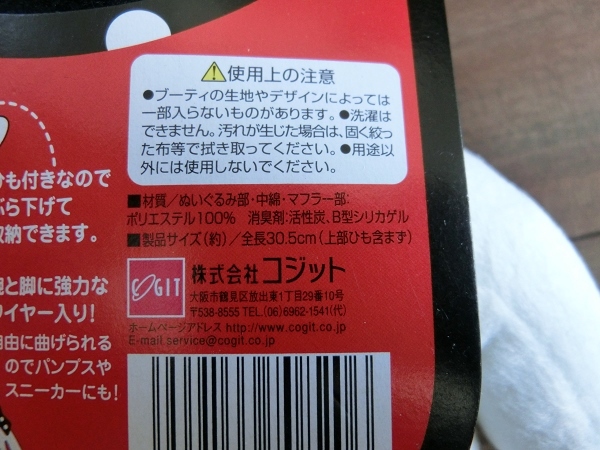 ⚠使用上の注意
●ブーティの生地やデザインによっては
一部入らないものがあります。●洗濯は
できません。汚れが生じた場合は、固く絞っ
た布等で拭き取ってください。●用途以
外には使用しないでください。
も付きなので
ぶら下げて
収納できます。
と脚に強力な
イヤー入り!
自由に曲げられる
のでパンプスや
スニーカーにも!
■材質/ぬいぐるみ部・中綿・マフラー部:
ポリエステル100% 消臭剤:活性炭、B型シリカゲル
■製品サイズ(約)/全長30.5cm(上部ひも含まず)
COGIT
株式会社 コジット
大阪市鶴見区放出東1丁目29番10号
〒538-8555 TEL.(06)6962-1541(代)
ホームページアドレス http://www.cogit.co.jp
E-mail service@cogit.co.jp